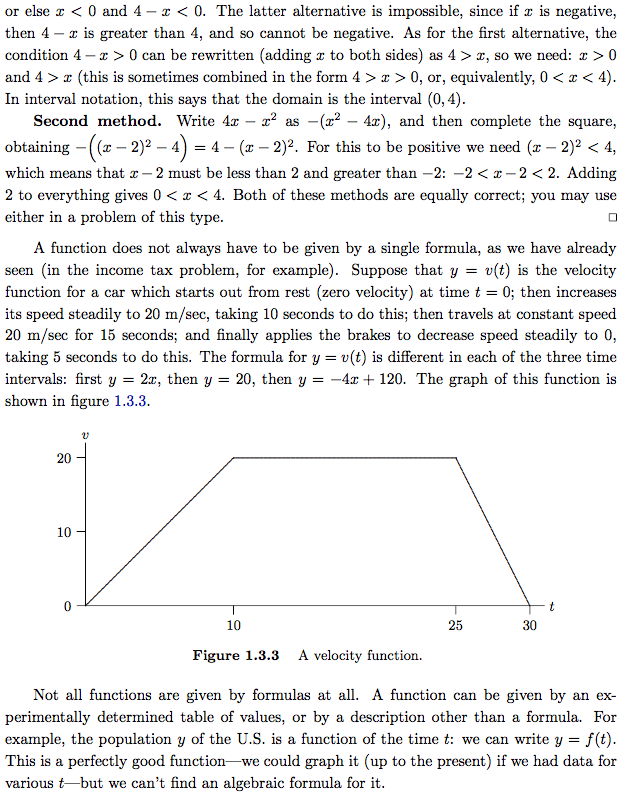 or else x < 0 and 4 − x < 0. The latter alternative is impossible, since if x is negative,
then 4 − x is greater than 4, and so cannot be negative. As for the first alternative, the
condition 4 − x > 0 can be rewritten (adding x to both sides) as 4 > x, so we need: x > 0
and 4 > x (this is sometimes combined in the form 4 > x > 0, or, equivalently, 0 < x < 4).
In interval notation, this says that the domain is the interval (0, 4).
Second method. Write 4x − x² as −(x² − 4x), and then complete the square,
obtaining −((x − 2)² − 4) = 4 − (x − 2)². For this to be positive we need (x − 2)² < 4,
which means that x − 2 must be less than 2 and greater than −2: −2 < x − 2 < 2. Adding
2 to everything gives 0 < x < 4. Both of these methods are equally correct; you may use
either in a problem of this type. □
A function does not always have to be given by a single formula, as we have already
seen (in the income tax problem, for example). Suppose that y = v(t) is the velocity
function for a car which starts out from rest (zero velocity) at time t = 0; then increases
its speed steadily to 20 m/sec, taking 10 seconds to do this; then travels at constant speed
20 m/sec for 15 seconds; and finally applies the brakes to decrease speed steadily to 0,
taking 5 seconds to do this. The formula for y = v(t) is different in each of the three time
intervals: first y = 2x, then y = 20, then y = −4x + 120. The graph of this function is
shown in figure 1.3.3.
v
20
10
0
t
10 25 30
Figure 1.3.3 A velocity function.
Not all functions are given by formulas at all. A function can be given by an ex-
perimentally determined table of values, or by a description other than a formula. For
example, the population y of the U.S. is a function of the time t: we can write y = f(t).
This is a perfectly good function—we could graph it (up to the present) if we had data for
various t—but we can't find an algebraic formula for it.